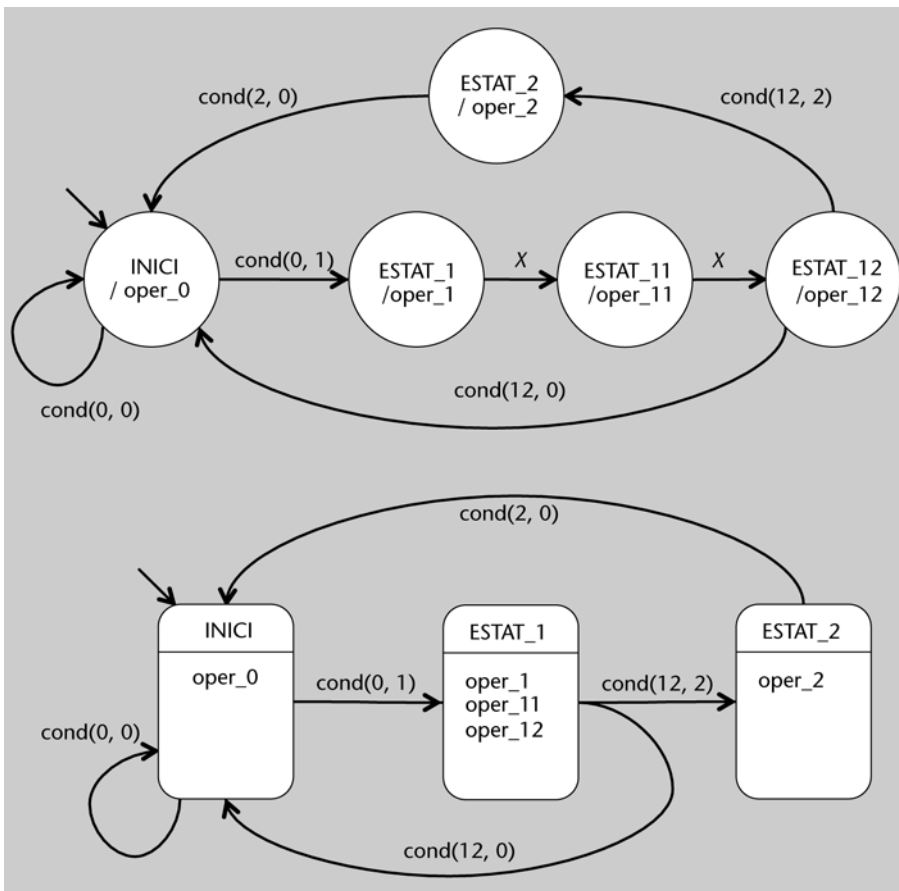 ESTAT_2
/ oper_2
cond(2, 0)
cond(12, 2)
INICI
/ oper_0
cond(0, 1)
ESTAT_1
/oper_1
X
ESTAT_11
/oper_11
X
ESTAT_12
/oper_12
cond(0, 0)
cond(12, 0)
cond(2, 0)
INICI
oper_0
cond(0, 1)
ESTAT_1
oper_1
oper_11
oper_12
cond(12, 2)
ESTAT_2
oper_2
cond(0, 0)
cond(12, 0)